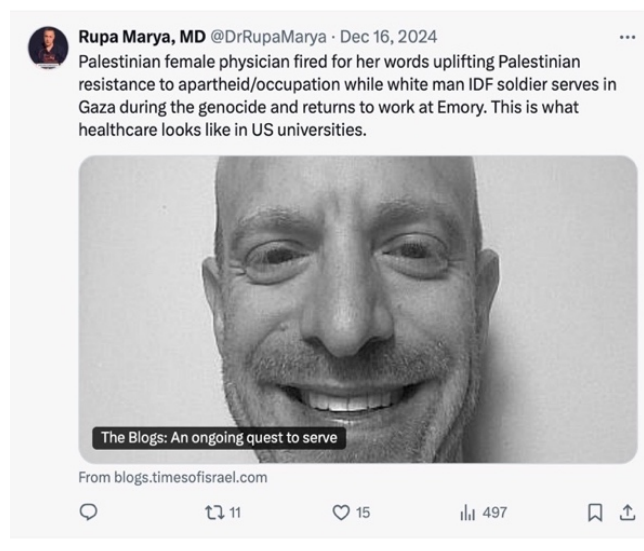 Rupa Marya, MD @DrRupaMarya · Dec 16, 2024
Palestinian female physician fired for her words uplifting Palestinian
resistance to apartheid/occupation while white man IDF soldier serves in
Gaza during the genocide and returns to work at Emory. This is what
healthcare looks like in US universities.
The Blogs: An ongoing quest to serve
From blogs.timesofisrael.com
11 15 497